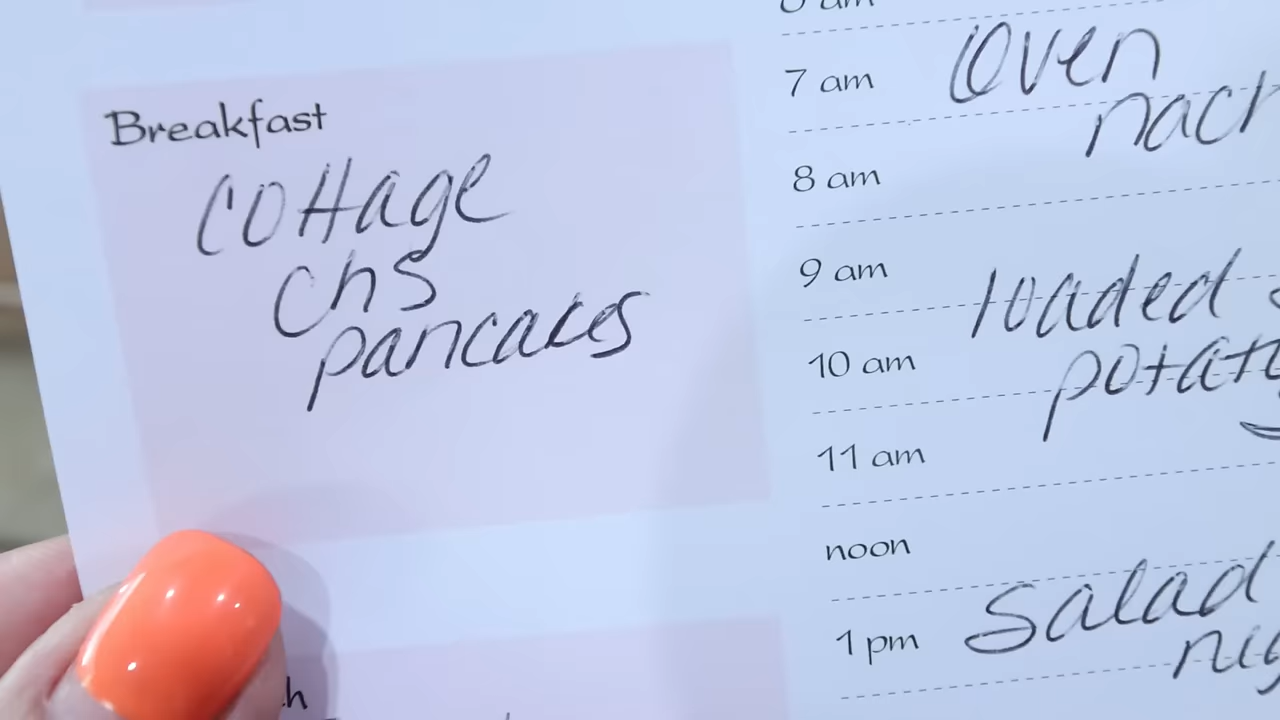 Breakfast
cottage
chs
pancakes
7 am
oven
8 am
9 am
loaded
10 am
11 am
noon
1 pm
salad